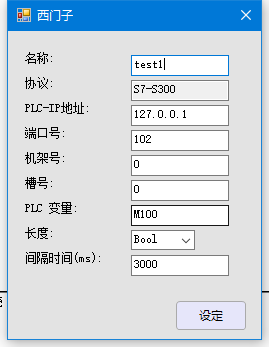 西门子
名称: test1
协议: S7-S300
PLC-IP地址: 127.0.0.1
端口号: 102
机架号: 0
槽号: 0
PLC 变量: M100
长度: Bool
间隔时间(ms): 3000
设定